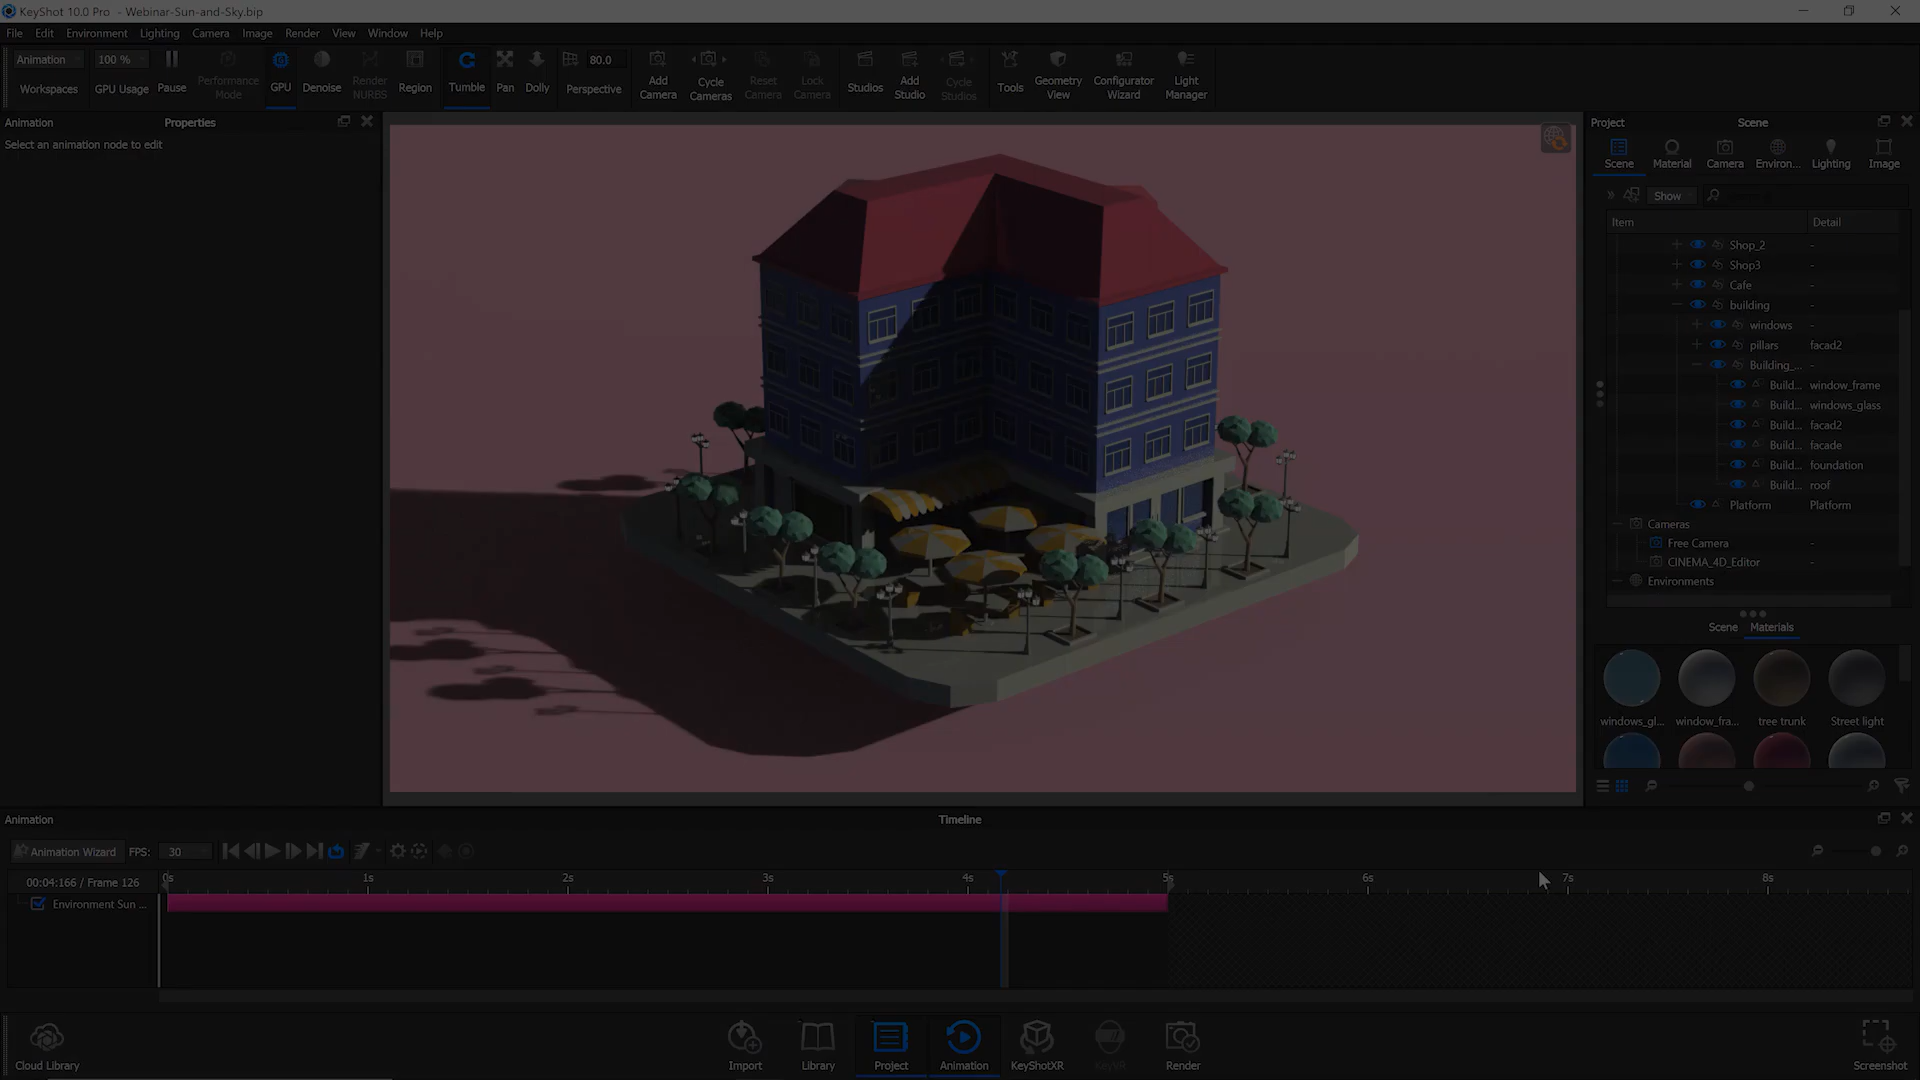 KeyShot 10.0 Pro - Webinar-Sun-and-Sky.bip
File Edit Environment Lighting Camera Image Render View Window Help
Animation 100 % 80.0
Workspaces GPU Usage Pause Performance Mode GPU Denoise Render NURBS Region Tumble Pan Dolly Perspective Add Camera Cycle Cameras Reset Camera Lock Camera Studios Add Studio Cycle Studios Tools Geometry View Configurator Wizard Light Manager
Animation Properties
Select an animation node to edit
Project Scene
Scene Material Camera Environ... Lighting Image
Show
Item Detail
Shop_2 -
Shop3 -
Cafe -
building -
windows -
pillars facad2
Building_... -
Build... window_frame
Build... windows_glass
Build... facad2
Build... facade
Build... foundation
Build... roof
Platform Platform
Cameras
Free Camera -
CINEMA_4D_Editor -
Environments
Scene Materials
windows_gl... window_fra... tree trunk Street light
Animation Timeline
Animation Wizard FPS: 30
00:04:166 / Frame 126 0s 1s 2s 3s 4s 5s 6s 7s 8s
Environment Sun ...
Cloud Library Import Library Project Animation KeyShotXR KeyVR Render Screenshot